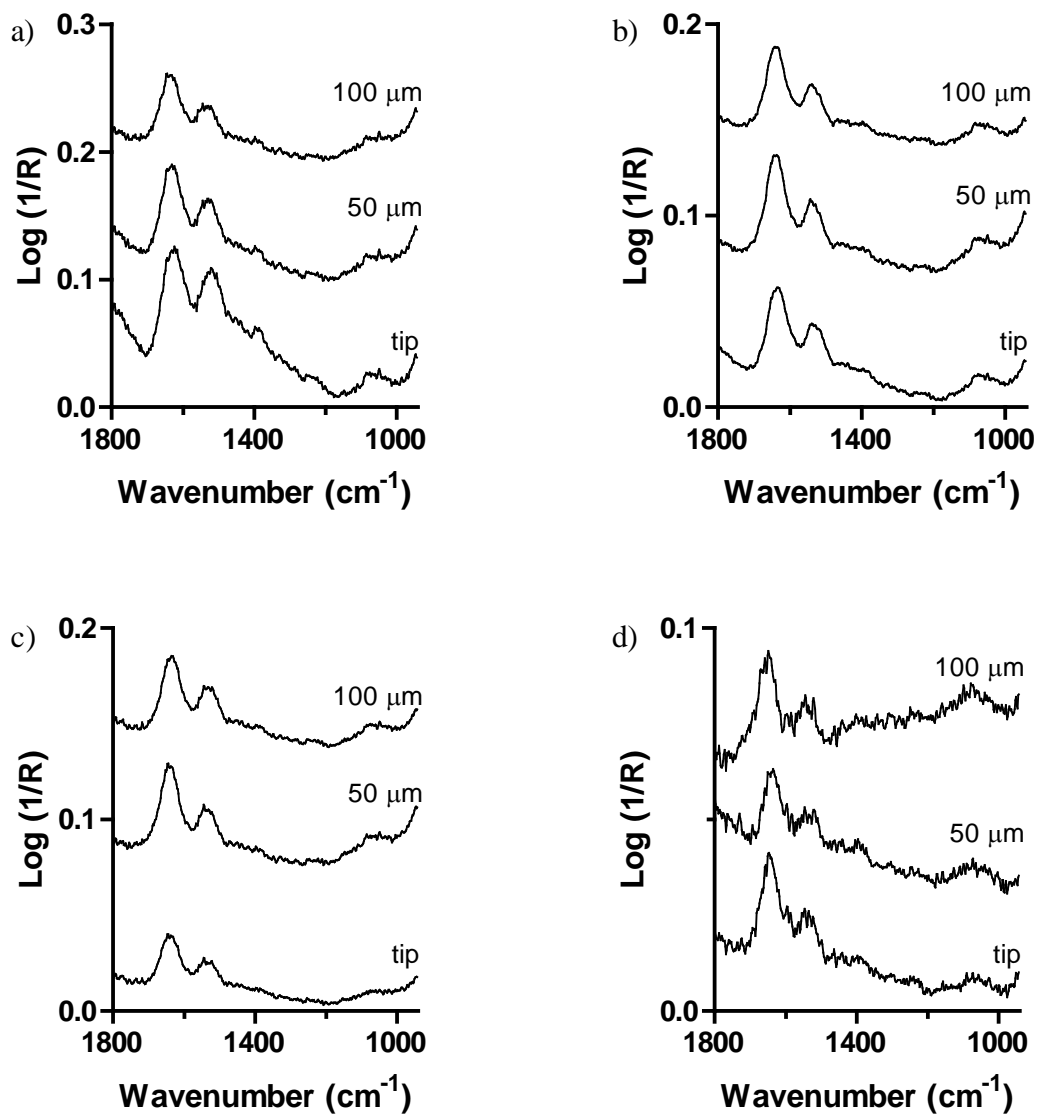 a)
0.3
0.2
0.1
0.0
Log (1/R)
100 μm
50 μm
tip
1800
1400
1000
Wavenumber (cm⁻¹)
b)
0.2
0.1
0.0
Log (1/R)
100 μm
50 μm
tip
1800
1400
1000
Wavenumber (cm⁻¹)
c)
0.2
0.1
0.0
Log (1/R)
100 μm
50 μm
tip
1800
1400
1000
Wavenumber (cm⁻¹)
d)
0.1
0.0
Log (1/R)
100 μm
50 μm
tip
1800
1400
1000
Wavenumber (cm⁻¹)